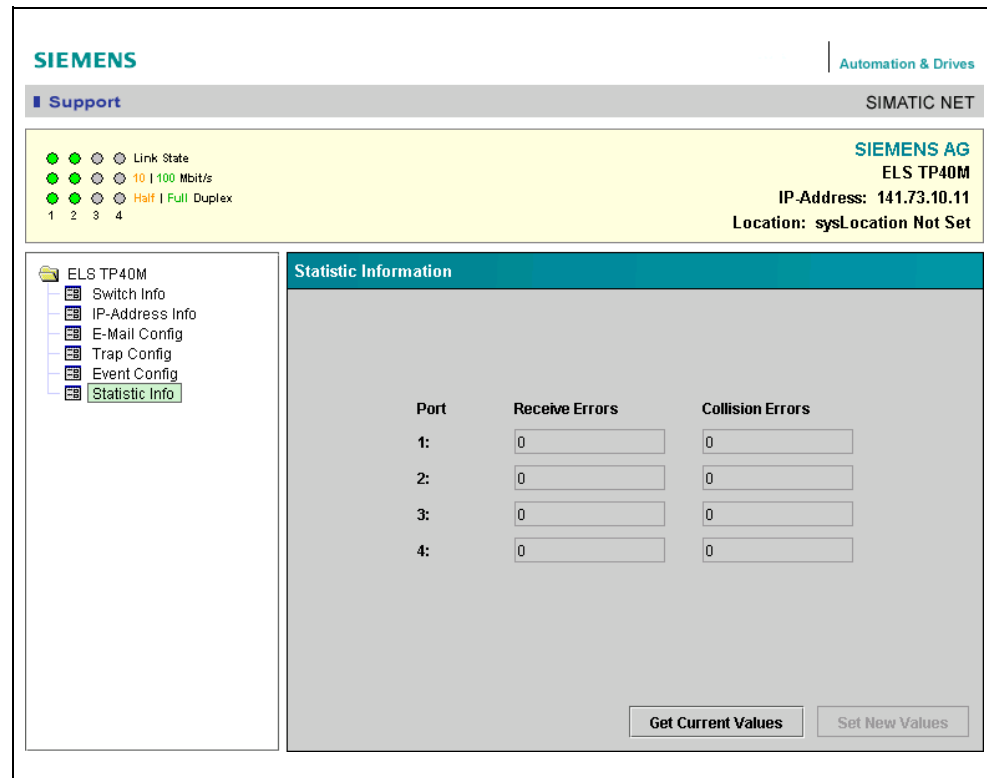 SIEMENS
Automation & Drives
Support
SIMATIC NET
Link State
10 | 100 Mbit/s
Half | Full Duplex
1 2 3 4
SIEMENS AG
ELS TP40M
IP-Address: 141.73.10.11
Location: sysLocation Not Set
ELS TP40M
Switch Info
IP-Address Info
E-Mail Config
Trap Config
Event Config
Statistic Info
Statistic Information
Port Receive Errors Collision Errors
1: 0 0
2: 0 0
3: 0 0
4: 0 0
Get Current Values Set New Values